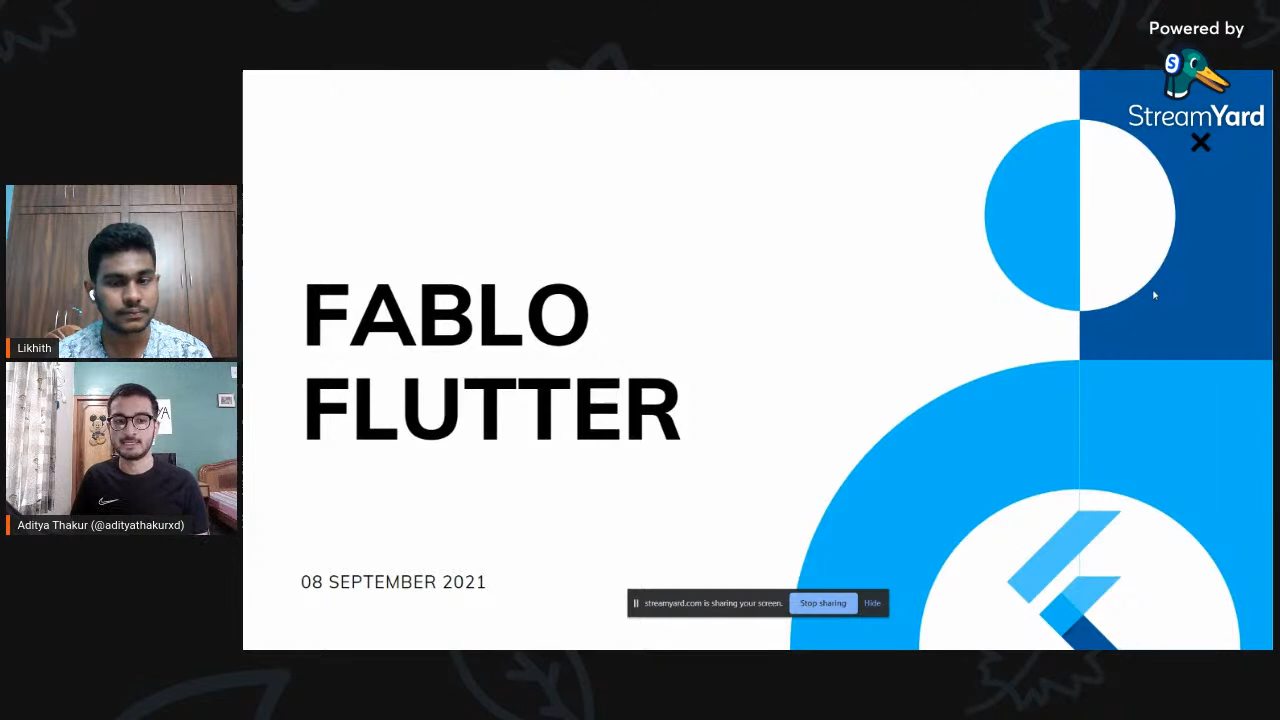 Powered by
StreamYard
FABLO
FLUTTER
Likhith
Aditya Thakur (@adityathakurxd)
08 SEPTEMBER 2021
streamyard.com is sharing your screen.
Stop sharing
Hide